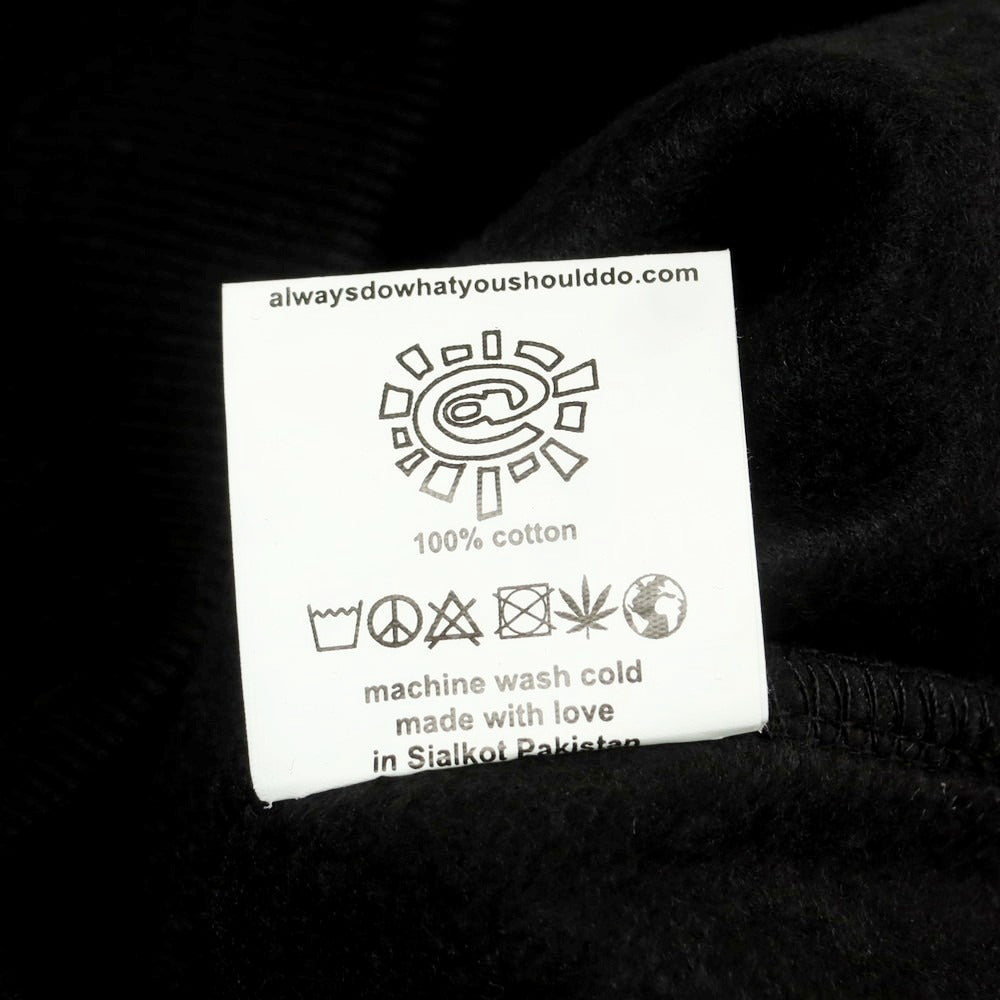 alwaysdowhatyoushoulddo.com
100% cotton
machine wash cold
made with love
in Sialkot Pakistan